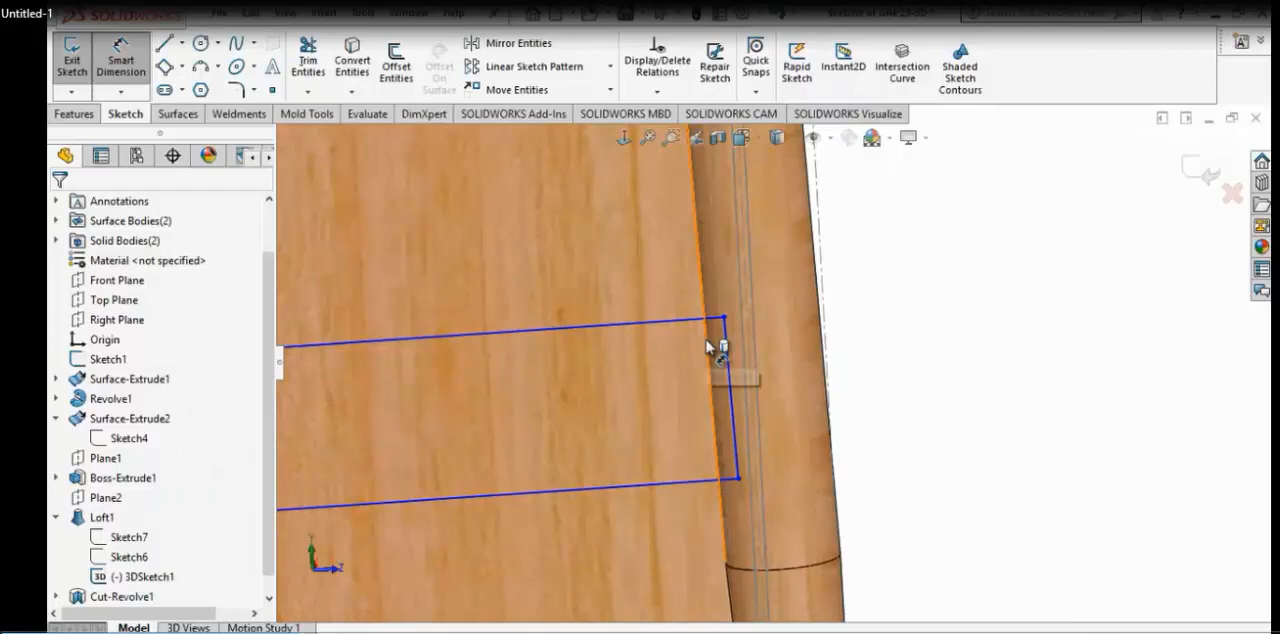 Untitled-1
SOLIDWORKS
Exit Sketch
Smart Dimension
Trim Entities
Convert Entities
Offset Entities
Offset On Surface
Mirror Entities
Linear Sketch Pattern
Move Entities
Display/Delete Relations
Repair Sketch
Quick Snaps
Rapid Sketch
Instant2D
Intersection Curve
Shaded Sketch Contours
Features
Sketch
Surfaces
Weldments
Mold Tools
Evaluate
DimXpert
SOLIDWORKS Add-Ins
SOLIDWORKS MBD
SOLIDWORKS CAM
SOLIDWORKS Visualize
Annotations
Surface Bodies(2)
Solid Bodies(2)
Material <not specified>
Front Plane
Top Plane
Right Plane
Origin
Sketch1
Surface-Extrude1
Revolve1
Surface-Extrude2
Sketch4
Plane1
Boss-Extrude1
Plane2
Loft1
Sketch7
Sketch6
3D (-) 3DSketch1
Cut-Revolve1
Model
3D Views
Motion Study 1